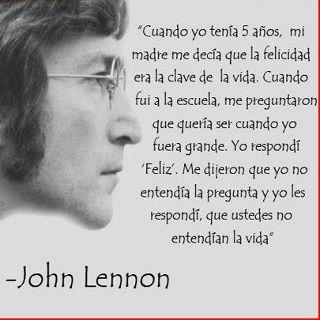 “Cuando yo tenía 5 años, mi
madre me decía que la felicidad
era la clave de la vida. Cuando
fui a la escuela, me preguntaron
que quería ser cuando yo
fuera grande. Yo respondí
‘Feliz’. Me dijeron que yo no
entendía la pregunta y yo les
respondí, que ustedes no
entendían la vida”
-John Lennon